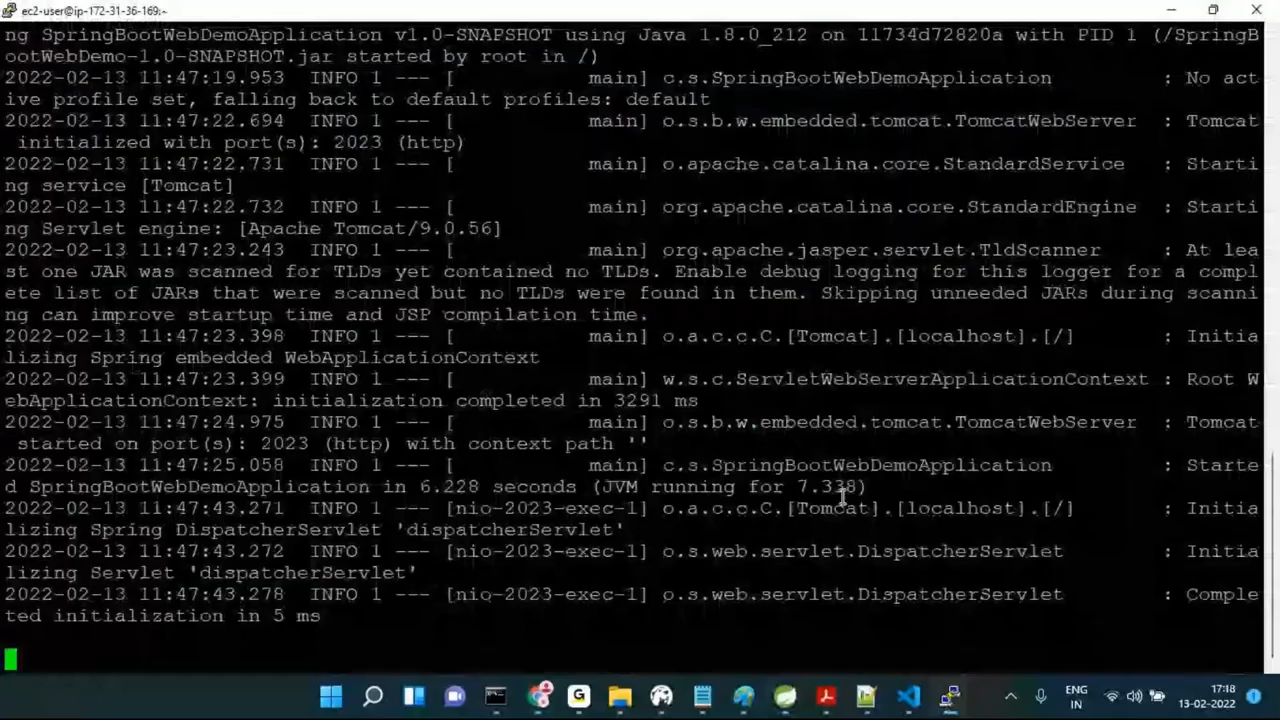 ec2-user@ip-172-31-36-169:~
ng SpringBootWebDemoApplication v1.0-SNAPSHOT using Java 1.8.0_212 on 11734d72820a with PID 1 (/SpringB
ootWebDemo-1.0-SNAPSHOT.jar started by root in /)
2022-02-13 11:47:19.953  INFO 1 --- [           main] c.s.SpringBootWebDemoApplication         : No act
ive profile set, falling back to default profiles: default
2022-02-13 11:47:22.694  INFO 1 --- [           main] o.s.b.w.embedded.tomcat.TomcatWebServer  : Tomcat
 initialized with port(s): 2023 (http)
2022-02-13 11:47:22.731  INFO 1 --- [           main] o.apache.catalina.core.StandardService   : Starti
ng service [Tomcat]
2022-02-13 11:47:22.732  INFO 1 --- [           main] org.apache.catalina.core.StandardEngine  : Starti
ng Servlet engine: [Apache Tomcat/9.0.56]
2022-02-13 11:47:23.243  INFO 1 --- [           main] org.apache.jasper.servlet.TldScanner     : At lea
st one JAR was scanned for TLDs yet contained no TLDs. Enable debug logging for this logger for a compl
ete list of JARs that were scanned but no TLDs were found in them. Skipping unneeded JARs during scanni
ng can improve startup time and JSP compilation time.
2022-02-13 11:47:23.398  INFO 1 --- [           main] o.a.c.c.C.[Tomcat].[localhost].[/]       : Initia
lizing Spring embedded WebApplicationContext
2022-02-13 11:47:23.399  INFO 1 --- [           main] w.s.c.ServletWebServerApplicationContext : Root W
ebApplicationContext: initialization completed in 3291 ms
2022-02-13 11:47:24.975  INFO 1 --- [           main] o.s.b.w.embedded.tomcat.TomcatWebServer  : Tomcat
 started on port(s): 2023 (http) with context path ''
2022-02-13 11:47:25.058  INFO 1 --- [           main] c.s.SpringBootWebDemoApplication         : Starte
d SpringBootWebDemoApplication in 6.228 seconds (JVM running for 7.338)
2022-02-13 11:47:43.271  INFO 1 --- [nio-2023-exec-1] o.a.c.c.C.[Tomcat].[localhost].[/]       : Initia
lizing Spring DispatcherServlet 'dispatcherServlet'
2022-02-13 11:47:43.272  INFO 1 --- [nio-2023-exec-1] o.s.web.servlet.DispatcherServlet        : Initia
lizing Servlet 'dispatcherServlet'
2022-02-13 11:47:43.278  INFO 1 --- [nio-2023-exec-1] o.s.web.servlet.DispatcherServlet        : Comple
ted initialization in 5 ms
ENG
IN
17:18
13-02-2022